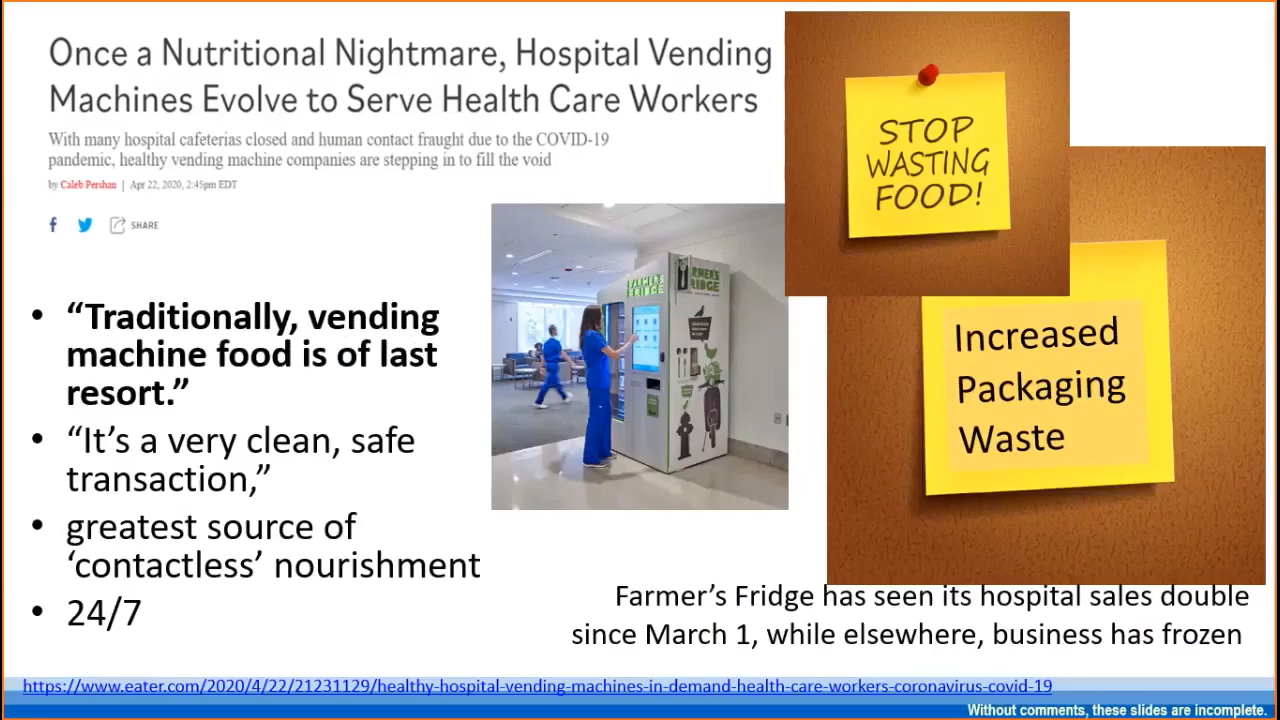 Once a Nutritional Nightmare, Hospital Vending
Machines Evolve to Serve Health Care Workers
With many hospital cafeterias closed and human contact fraught due to the COVID-19
pandemic, healthy vending machine companies are stepping in to fill the void
by Caleb Pershan | Apr 22, 2020, 2:45pm EDT
SHARE
• “Traditionally, vending
machine food is of last
resort.”
• “It’s a very clean, safe
transaction,”
• greatest source of
‘contactless’ nourishment
• 24/7
FARMER'S
FRIDGE
STOP
WASTING
FOOD!
Increased
Packaging
Waste
Farmer’s Fridge has seen its hospital sales double
since March 1, while elsewhere, business has frozen
https://www.eater.com/2020/4/22/21231129/healthy-hospital-vending-machines-in-demand-health-care-workers-coronavirus-covid-19
Without comments, these slides are incomplete.